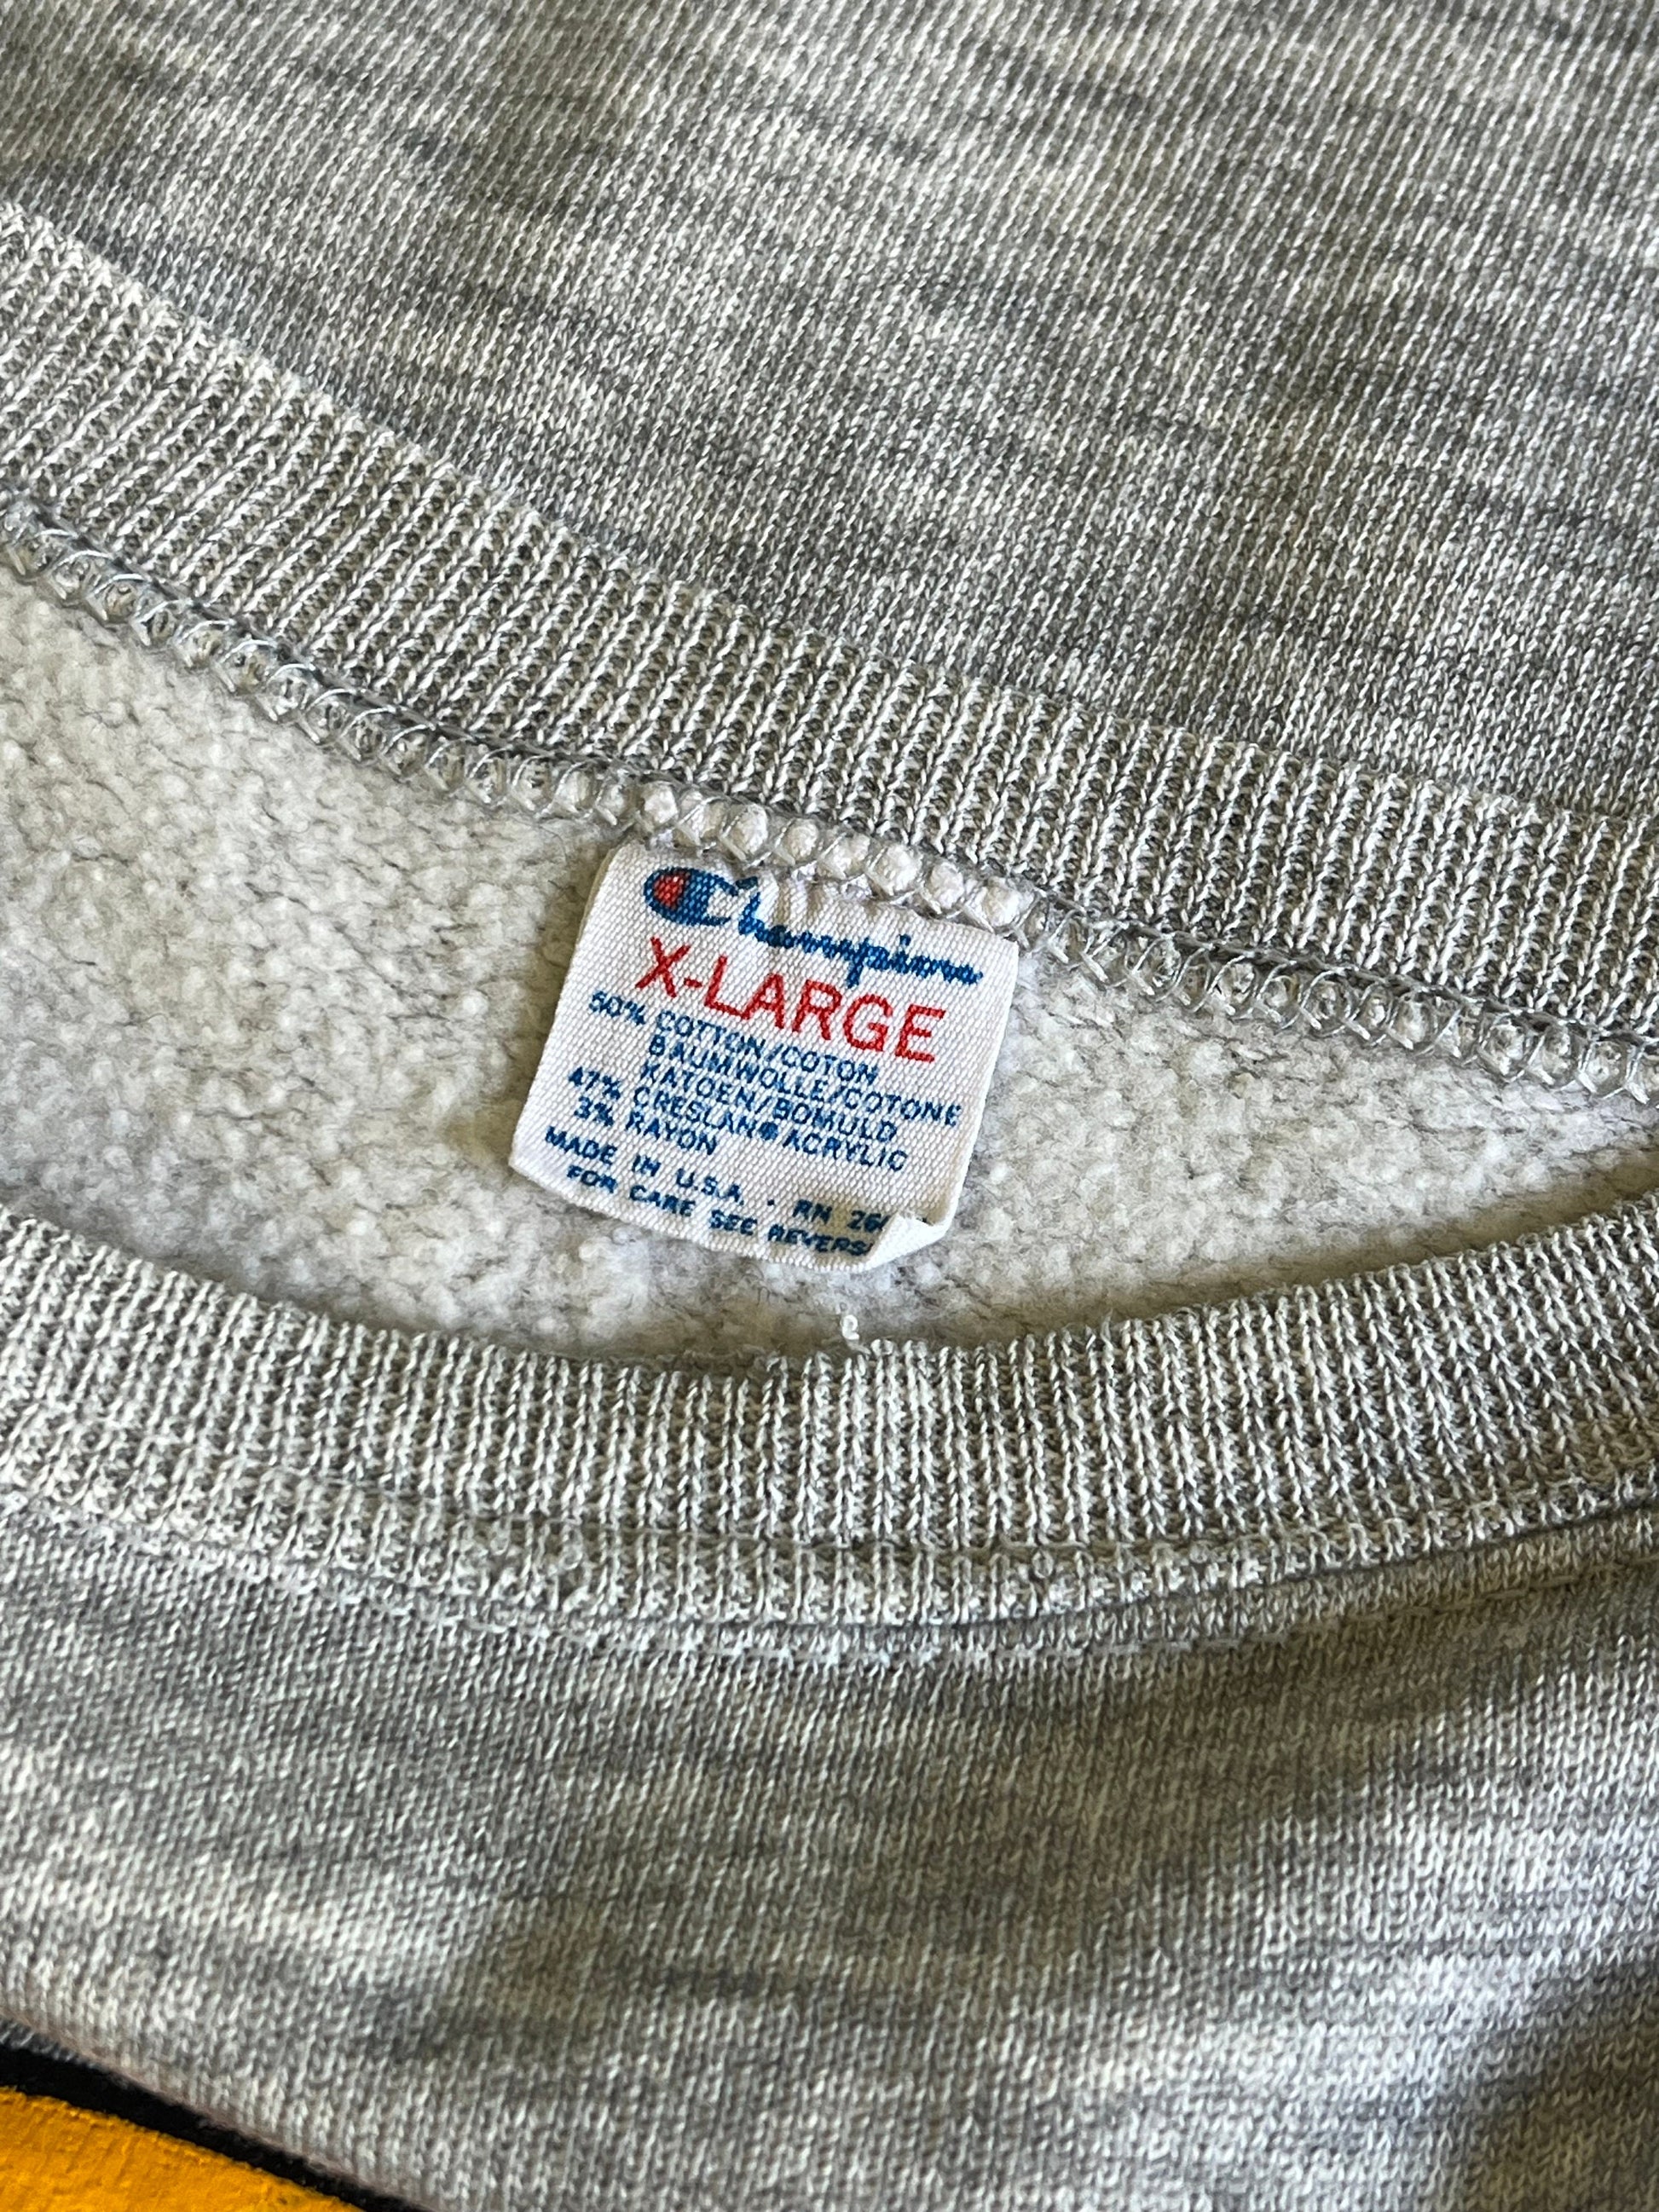 Champion
X-LARGE
50% COTTON/COTON
BAUMWOLLE/COTONE
KATOEN/BOMULD
47% CRESLAN® ACRYLIC
3% RAYON
MADE IN U.S.A. · RN
FOR CARE SEE